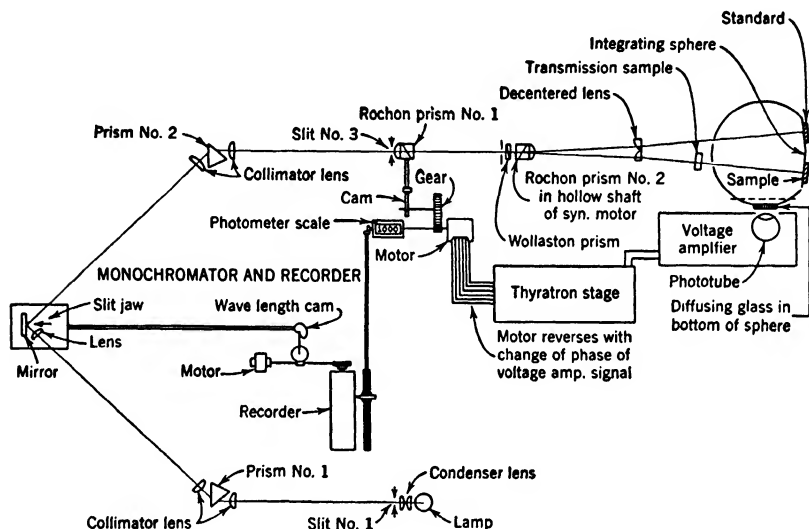 Standard
Integrating sphere
Transmission sample
Decentered lens
Rochon prism No. 1
Slit No. 3
Prism No. 2
Collimator lens
Gear
Cam
Rochon prism No. 2
in hollow shaft
of syn. motor
Sample
Photometer scale
1000
Wollaston prism
Motor
Voltage
amplfier
Phototube
MONOCHROMATOR AND RECORDER
Thyratron stage
Diffusing glass in
bottom of sphere
Slit jaw
Wave length cam
Lens
Mirror
Motor
Motor reverses with
change of phase of
voltage amp. signal
Recorder
Prism No. 1
Condenser lens
Collimator lens
Slit No. 1
Lamp